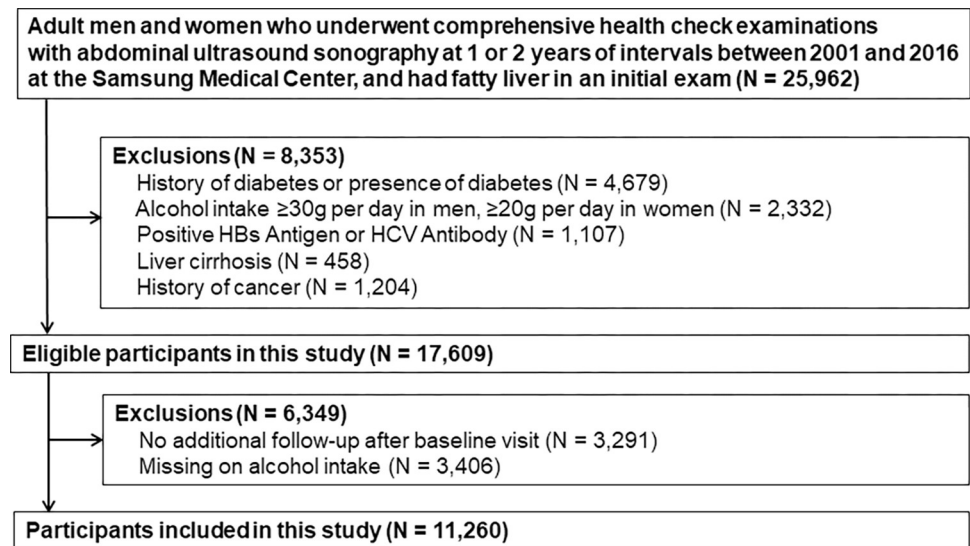 Adult men and women who underwent comprehensive health check examinations
with abdominal ultrasound sonography at 1 or 2 years of intervals between 2001 and 2016
at the Samsung Medical Center, and had fatty liver in an initial exam (N = 25,962)
Exclusions (N = 8,353)
History of diabetes or presence of diabetes (N = 4,679)
Alcohol intake ≥30g per day in men, ≥20g per day in women (N = 2,332)
Positive HBs Antigen or HCV Antibody (N = 1,107)
Liver cirrhosis (N = 458)
History of cancer (N = 1,204)
Eligible participants in this study (N = 17,609)
Exclusions (N = 6,349)
No additional follow-up after baseline visit (N = 3,291)
Missing on alcohol intake (N = 3,406)
Participants included in this study (N = 11,260)